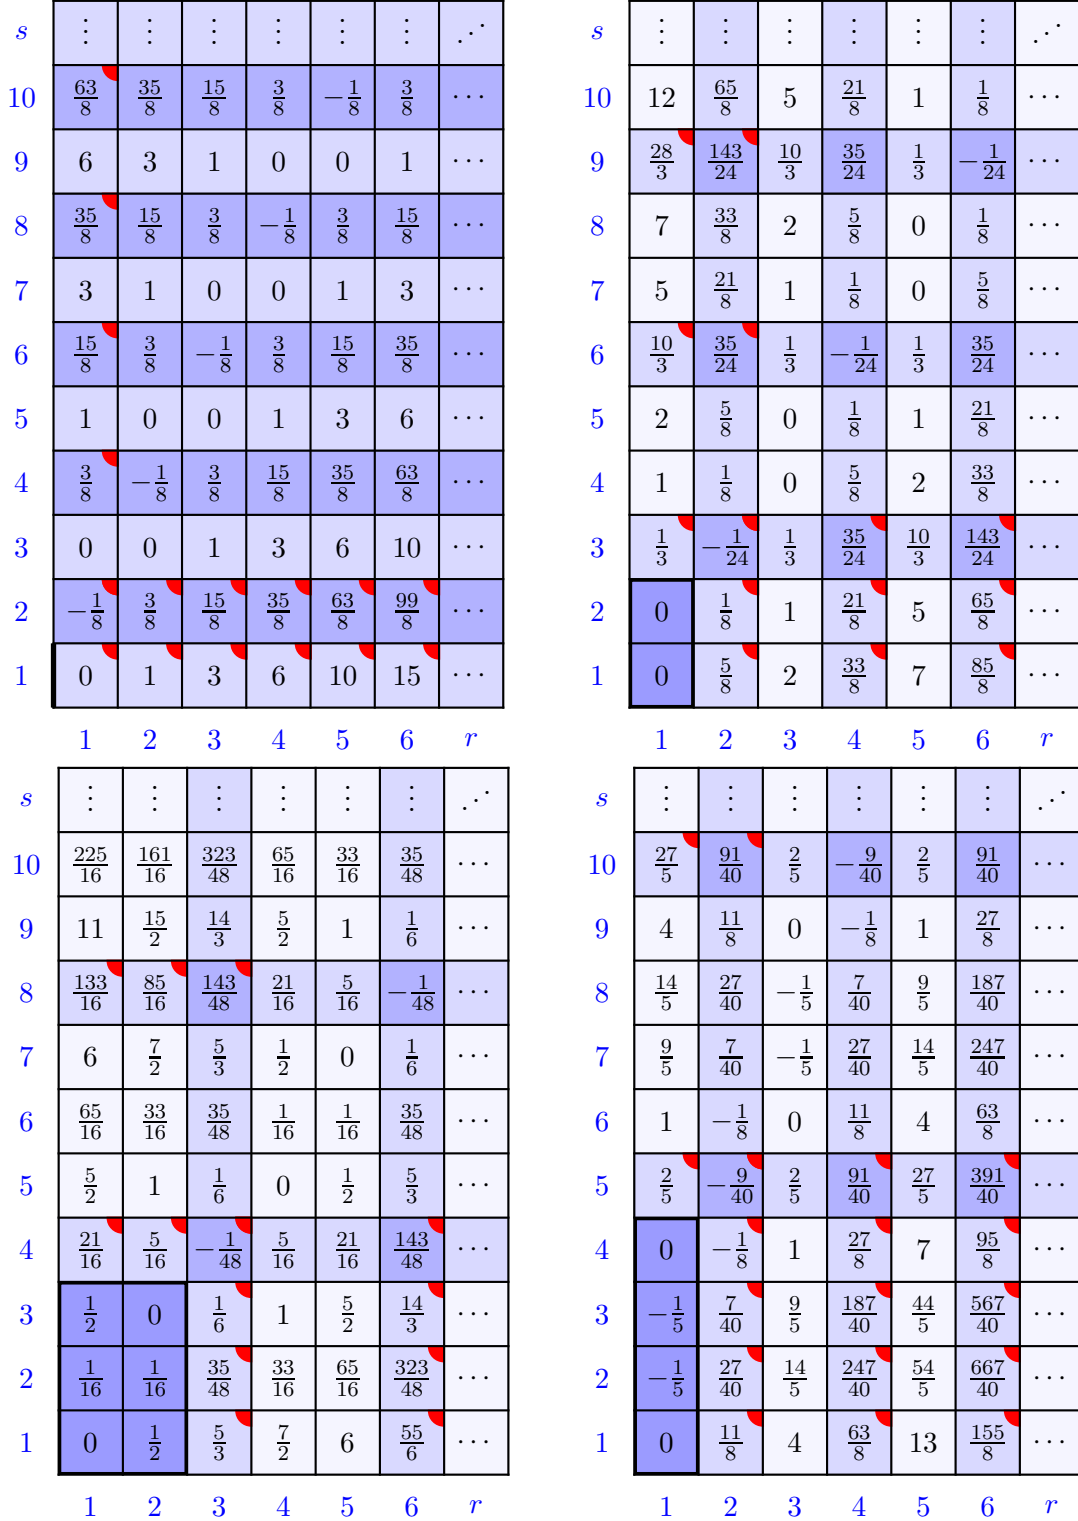 s ⋮ ⋮ ⋮ ⋮ ⋮ ⋮ ⋰
10 63/8 35/8 15/8 3/8 −1/8 3/8 ···
9 6 3 1 0 0 1 ···
8 35/8 15/8 3/8 −1/8 3/8 15/8 ···
7 3 1 0 0 1 3 ···
6 15/8 3/8 −1/8 3/8 15/8 35/8 ···
5 1 0 0 1 3 6 ···
4 3/8 −1/8 3/8 15/8 35/8 63/8 ···
3 0 0 1 3 6 10 ···
2 −1/8 3/8 15/8 35/8 63/8 99/8 ···
1 0 1 3 6 10 15 ···
1 2 3 4 5 6 r
s ⋮ ⋮ ⋮ ⋮ ⋮ ⋮ ⋰
10 12 65/8 5 21/8 1 1/8 ···
9 28/3 143/24 10/3 35/24 1/3 −1/24 ···
8 7 33/8 2 5/8 0 1/8 ···
7 5 21/8 1 1/8 0 5/8 ···
6 10/3 35/24 1/3 −1/24 1/3 35/24 ···
5 2 5/8 0 1/8 1 21/8 ···
4 1 1/8 0 5/8 2 33/8 ···
3 1/3 −1/24 1/3 35/24 10/3 143/24 ···
2 0 1/8 1 21/8 5 65/8 ···
1 0 5/8 2 33/8 7 85/8 ···
1 2 3 4 5 6 r
s ⋮ ⋮ ⋮ ⋮ ⋮ ⋮ ⋰
10 225/16 161/16 323/48 65/16 33/16 35/48 ···
9 11 15/2 14/3 5/2 1 1/6 ···
8 133/16 85/16 143/48 21/16 5/16 −1/48 ···
7 6 7/2 5/3 1/2 0 1/6 ···
6 65/16 33/16 35/48 1/16 1/16 35/48 ···
5 5/2 1 1/6 0 1/2 5/3 ···
4 21/16 5/16 −1/48 5/16 21/16 143/48 ···
3 1/2 0 1/6 1 5/2 14/3 ···
2 1/16 1/16 35/48 33/16 65/16 323/48 ···
1 0 1/2 5/3 7/2 6 55/6 ···
1 2 3 4 5 6 r
s ⋮ ⋮ ⋮ ⋮ ⋮ ⋮ ⋰
10 27/5 91/40 2/5 −9/40 2/5 91/40 ···
9 4 11/8 0 −1/8 1 27/8 ···
8 14/5 27/40 −1/5 7/40 9/5 187/40 ···
7 9/5 7/40 −1/5 27/40 14/5 247/40 ···
6 1 −1/8 0 11/8 4 63/8 ···
5 2/5 −9/40 2/5 91/40 27/5 391/40 ···
4 0 −1/8 1 27/8 7 95/8 ···
3 −1/5 7/40 9/5 187/40 44/5 567/40 ···
2 −1/5 27/40 14/5 247/40 54/5 667/40 ···
1 0 11/8 4 63/8 13 155/8 ···
1 2 3 4 5 6 r